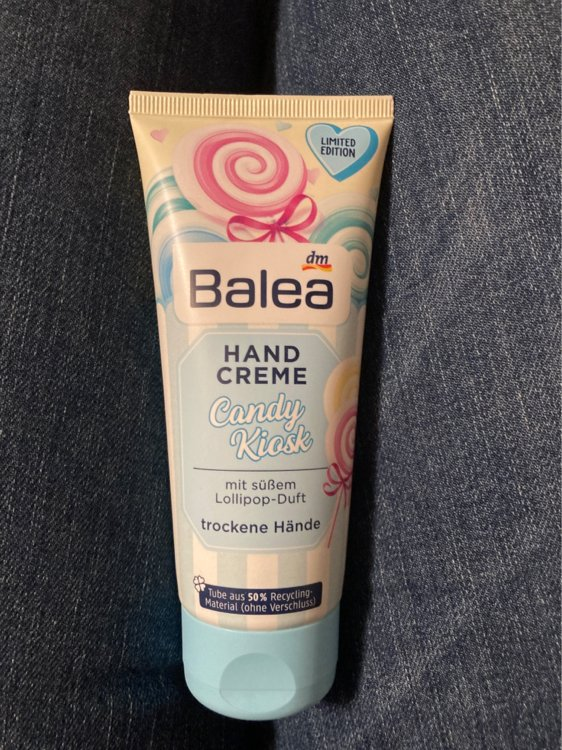 LIMITED
EDITION
dm
Balea
HAND
CREME
Candy
Kiosk
mit süßem
Lollipop-Duft
trockene Hände
Tube aus 50% Recycling-
Material (ohne Verschluss)